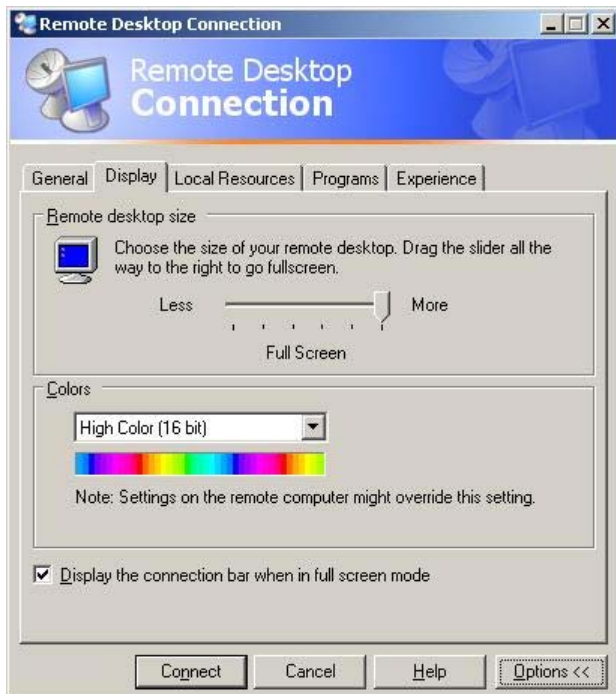 Remote Desktop Connection
Remote Desktop
Connection
General Display Local Resources Programs Experience
Remote desktop size
Choose the size of your remote desktop. Drag the slider all the
way to the right to go fullscreen.
Less More
Full Screen
Colors
High Color (16 bit)
Note: Settings on the remote computer might override this setting.
Display the connection bar when in full screen mode
Connect Cancel Help Options <<